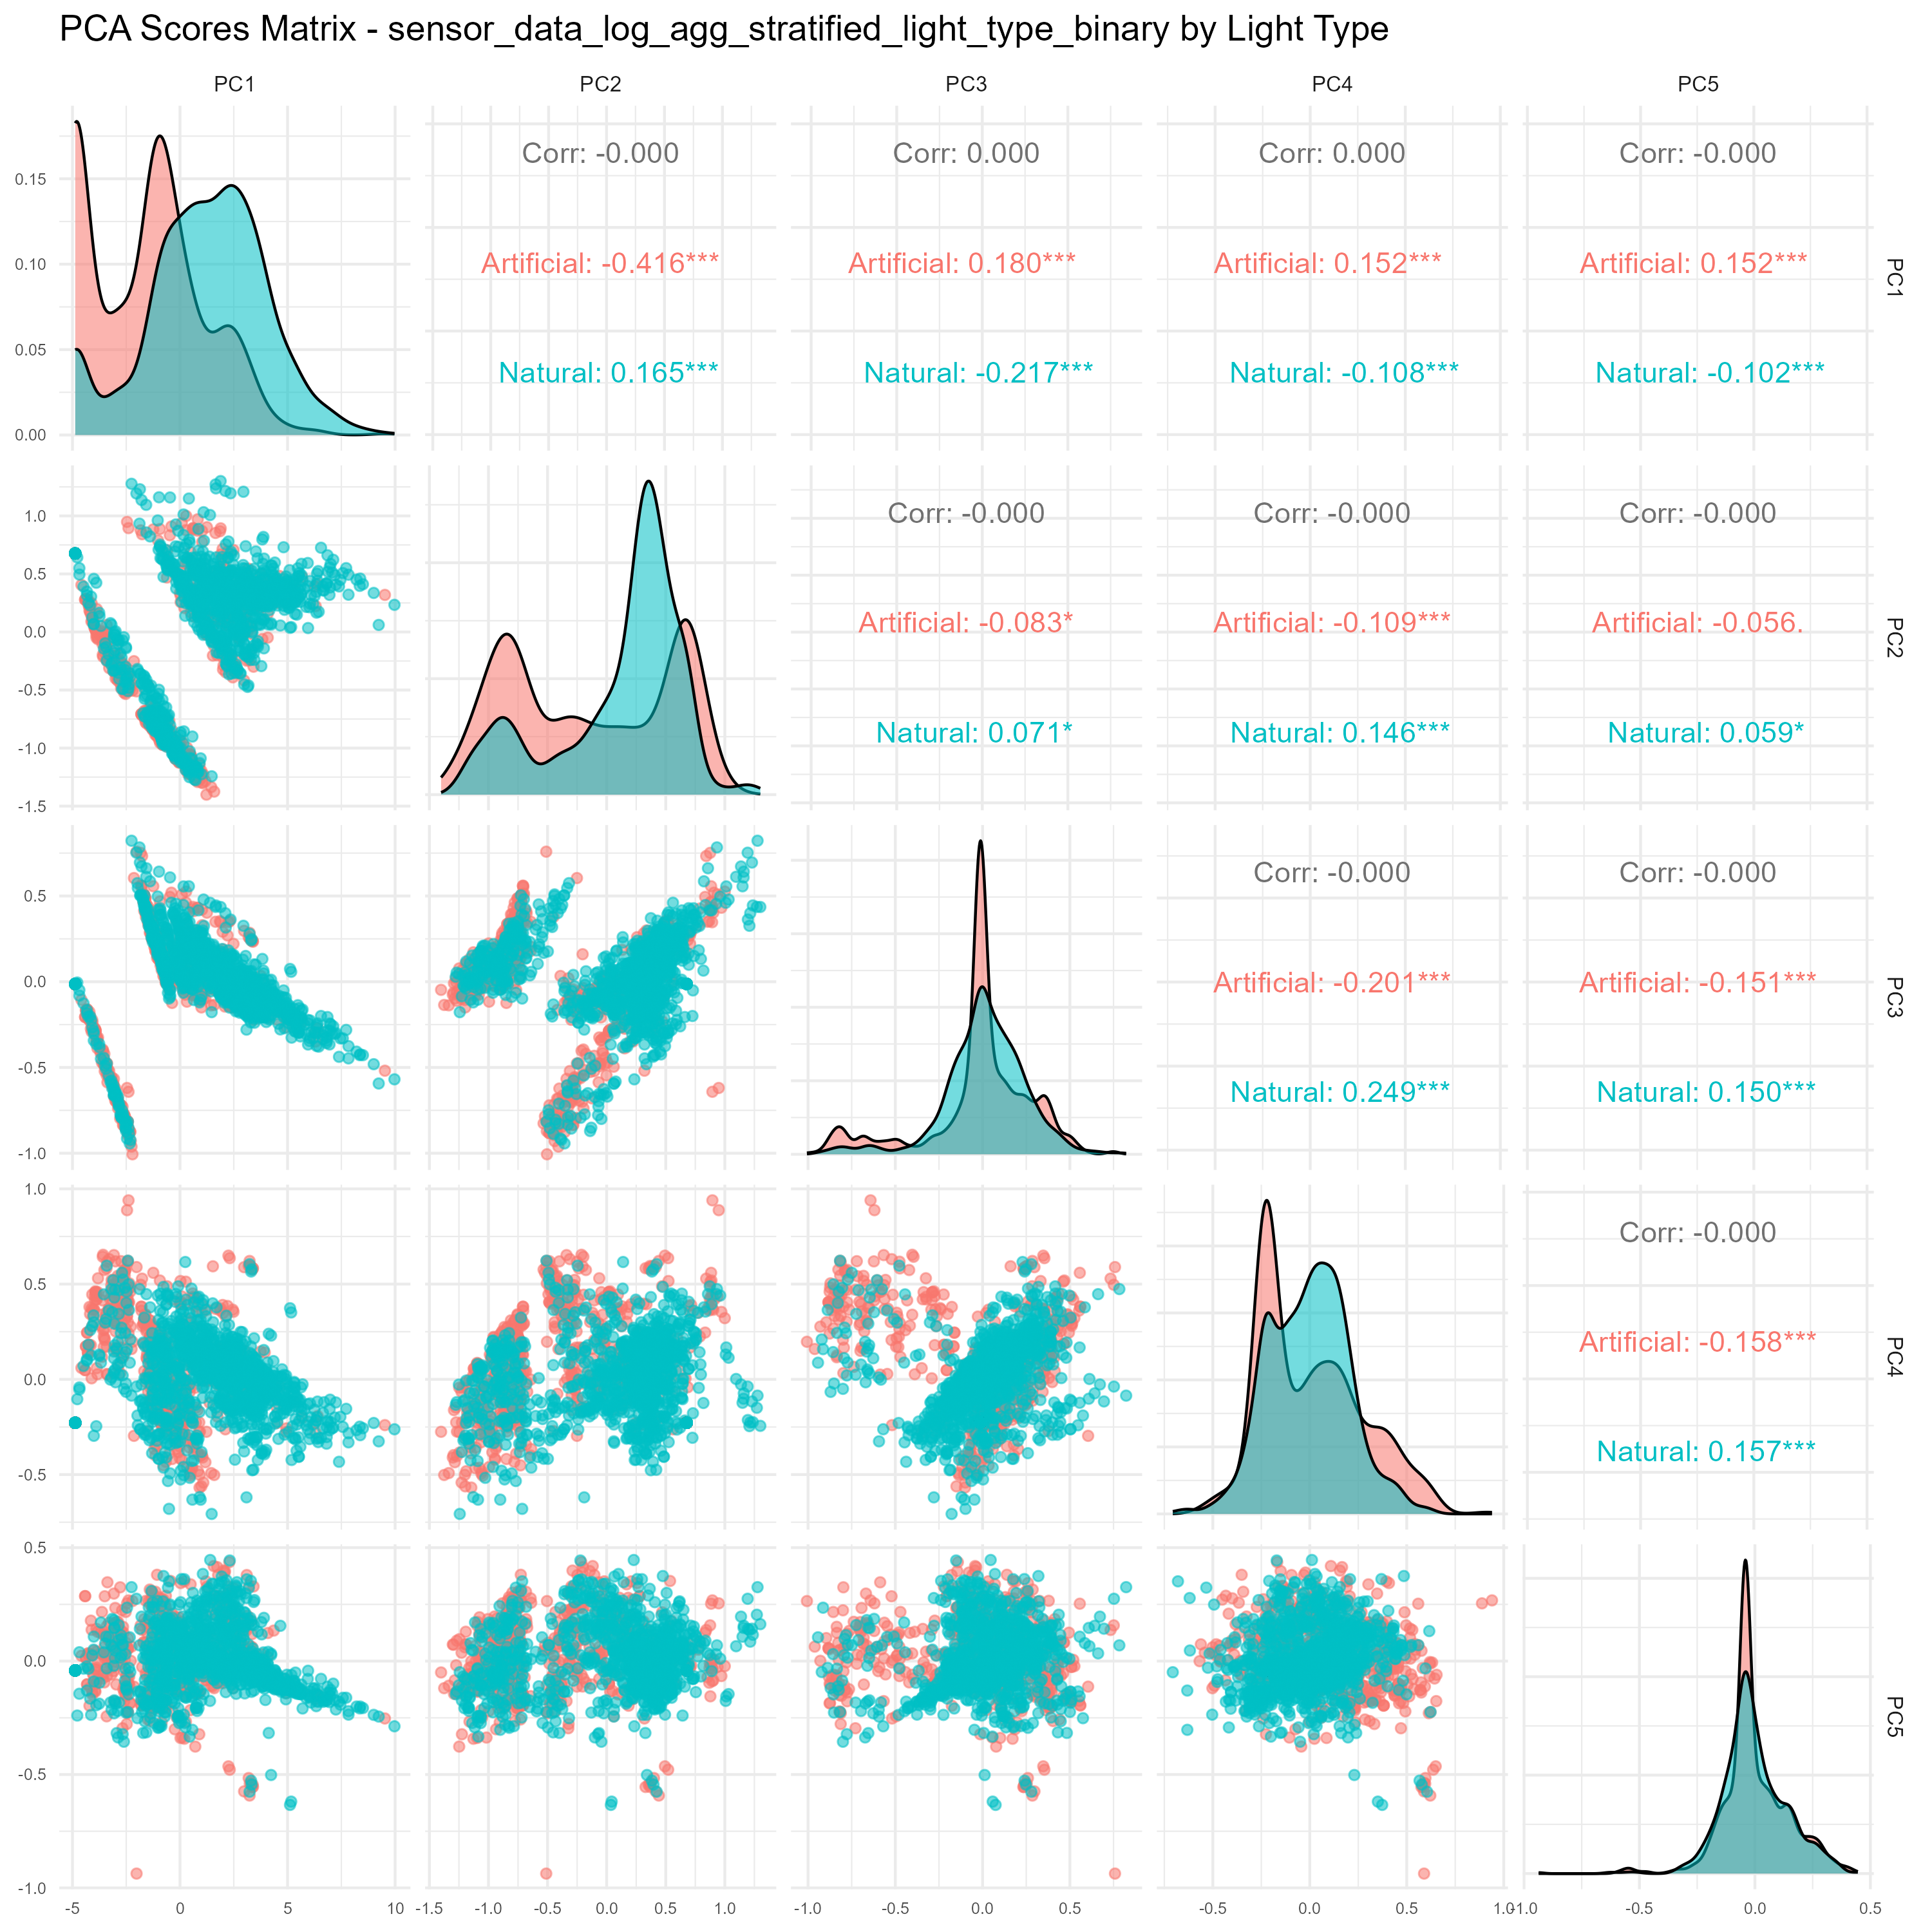 PCA Scores Matrix - sensor_data_log_agg_stratified_light_type_binary by Light Type
PC1 PC2 PC3 PC4 PC5
0.15
0.10
0.05
0.00
Corr: -0.000
Artificial: -0.416***
Natural: 0.165***
Corr: 0.000
Artificial: 0.180***
Natural: -0.217***
Corr: 0.000
Artificial: 0.152***
Natural: -0.108***
Corr: -0.000
Artificial: 0.152***
Natural: -0.102***
PC1
1.0
0.5
0.0
-0.5
-1.0
-1.5
Corr: -0.000
Artificial: -0.083*
Natural: 0.071*
Corr: -0.000
Artificial: -0.109***
Natural: 0.146***
Corr: -0.000
Artificial: -0.056.
Natural: 0.059*
PC2
0.5
0.0
-0.5
-1.0
Corr: -0.000
Artificial: -0.201***
Natural: 0.249***
Corr: -0.000
Artificial: -0.151***
Natural: 0.150***
PC3
1.0
0.5
0.0
-0.5
Corr: -0.000
Artificial: -0.158***
Natural: 0.157***
PC4
0.5
0.0
-0.5
-1.0
PC5
-5 0 5 10
-1.5 -1.0 -0.5 0.0 0.5 1.0
-1.0 -0.5 0.0 0.5
-0.5 0.0 0.5 1.0
-1.0 -0.5 0.0 0.5